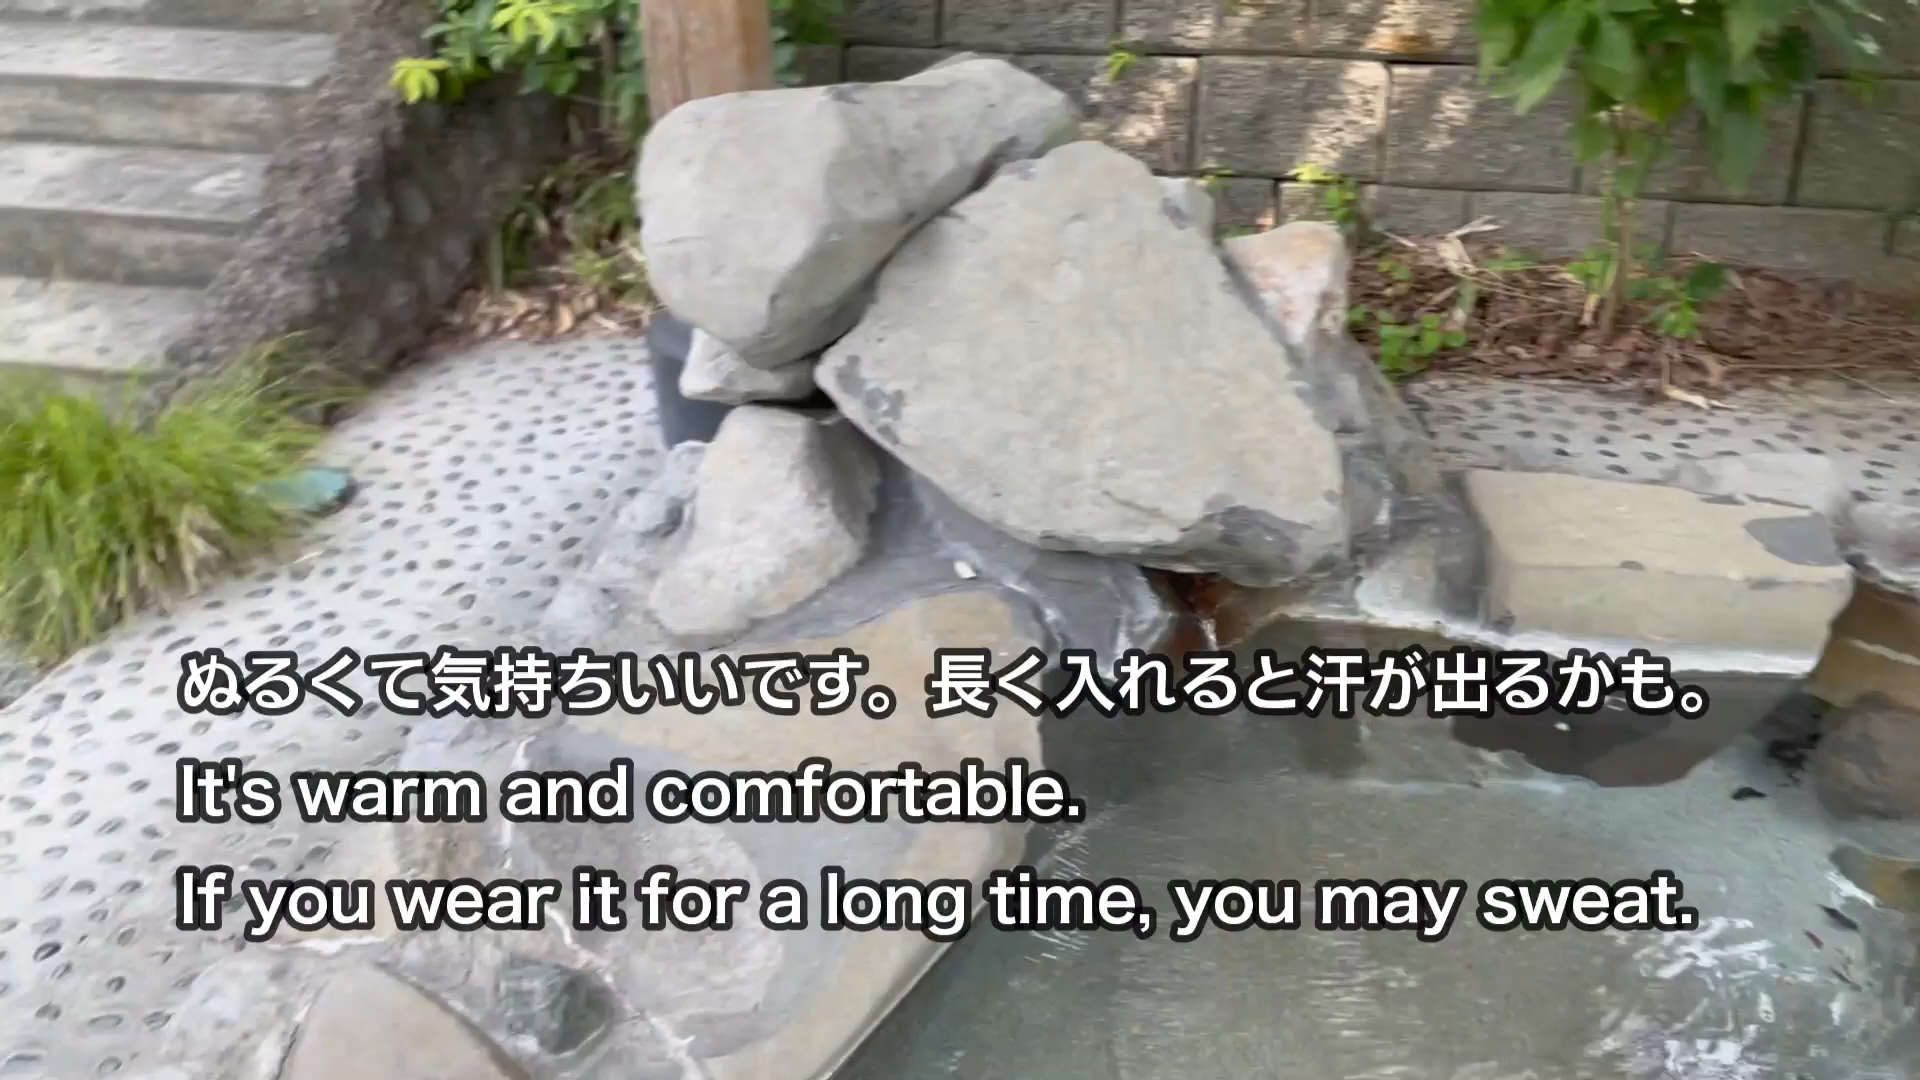 ぬるくて気持ちいいです。長く入れると汗が出るかも。
It's warm and comfortable.
If you wear it for a long time, you may sweat.